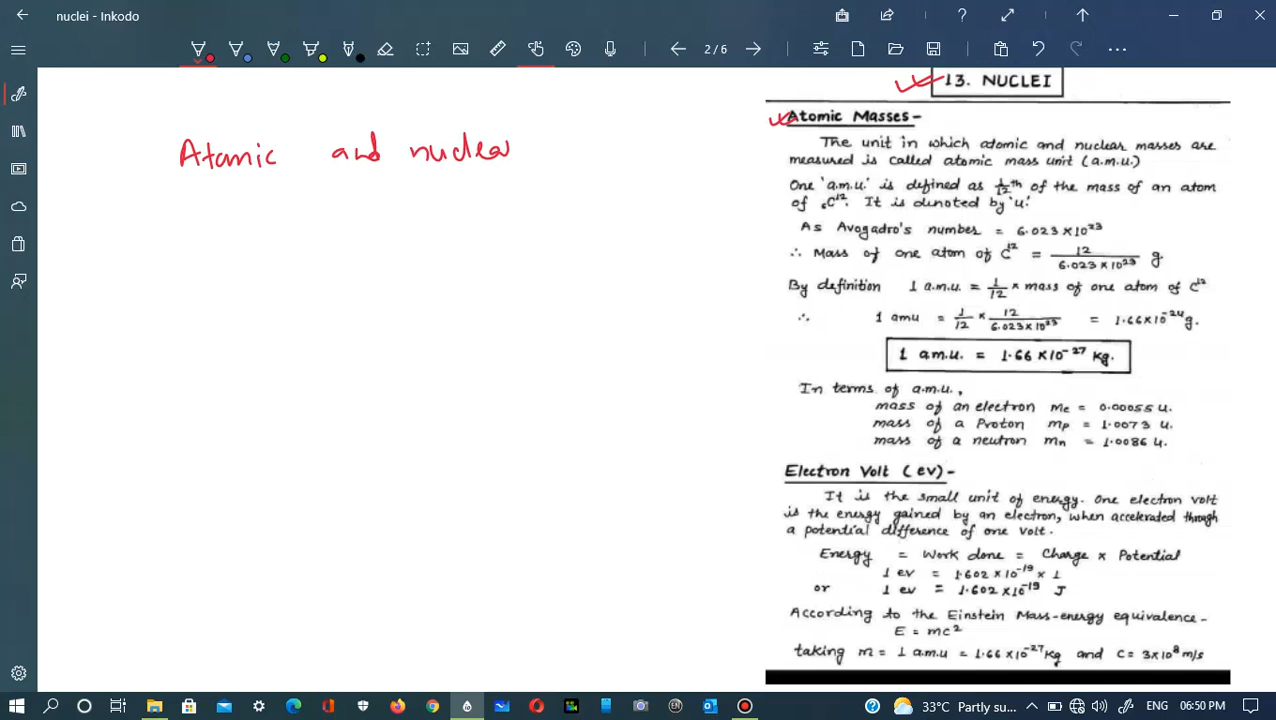 nuclei - Inkodo
2/6
Atomic and nuclear
13. NUCLEI
Atomic Masses-
The unit in which atomic and nuclear masses are
measured is called atomic mass unit (a.m.u.)
One 'a.m.u.' is defined as 1/12th of the mass of an atom
of ₆C¹². It is denoted by 'u'.
As Avogadro's number = 6.023×10²³
∴ Mass of one atom of C¹² = 12/6.023×10²³ g.
By definition 1 a.m.u. = 1/12 × mass of one atom of C¹²
∴ 1 amu = 1/12 × 12/6.023×10²³ = 1.66×10⁻²⁴ g.
1 a.m.u. = 1.66×10⁻²⁷ Kg.
In terms of a.m.u.,
mass of an electron me = 0.00055 u.
mass of a Proton mp = 1.0073 u.
mass of a neutron mn = 1.0086 u.
Electron Volt (ev)-
It is the small unit of energy. One electron volt
is the energy gained by an electron, when accelerated through
a potential difference of one volt.
Energy = Work done = Charge × Potential
1 ev = 1.602×10⁻¹⁹ × 1
or 1 ev = 1.602×10⁻¹⁹ J
According to the Einstein Mass-energy equivalence-
E = mc²
taking m = 1 a.m.u = 1.66×10⁻²⁷ Kg and c = 3×10⁸ m/s
33°C Partly su...
ENG 06:50 PM